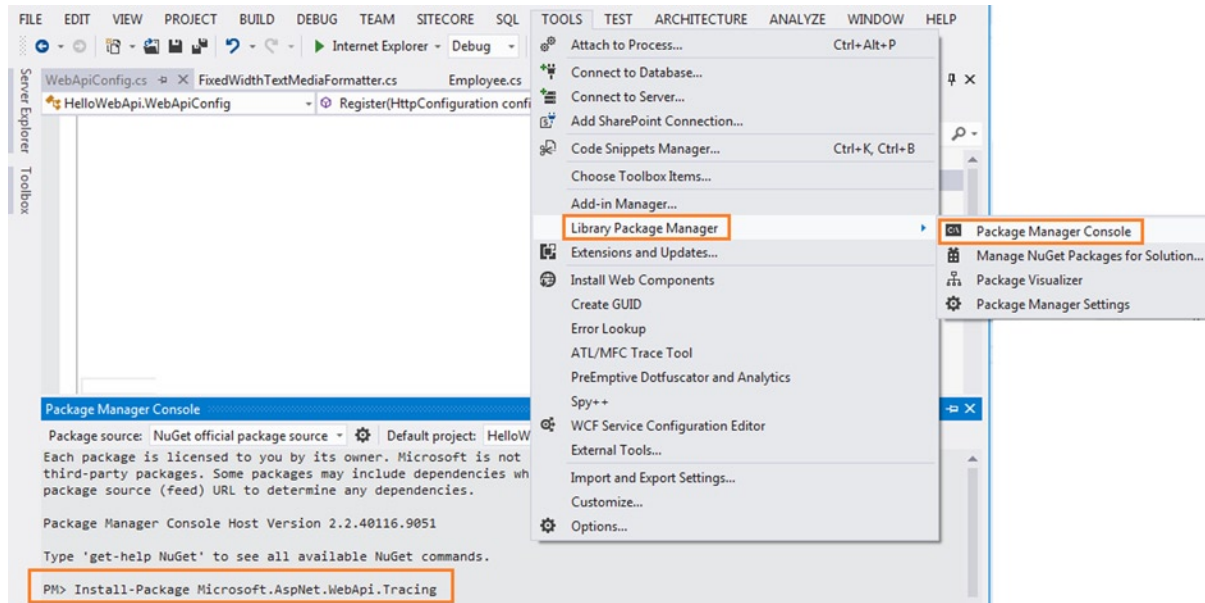 FILE EDIT VIEW PROJECT BUILD DEBUG TEAM SITECORE SQL TOOLS TEST ARCHITECTURE ANALYZE WINDOW HELP
Internet Explorer Debug
WebApiConfig.cs FixedWidthTextMediaFormatter.cs Employee.cs
HelloWebApi.WebApiConfig Register(HttpConfiguration confi
Server Explorer
Toolbox
Attach to Process... Ctrl+Alt+P
Connect to Database...
Connect to Server...
Add SharePoint Connection...
Code Snippets Manager... Ctrl+K, Ctrl+B
Choose Toolbox Items...
Add-in Manager...
Library Package Manager
Extensions and Updates...
Install Web Components
Create GUID
Error Lookup
ATL/MFC Trace Tool
PreEmptive Dotfuscator and Analytics
Spy++
WCF Service Configuration Editor
External Tools...
Import and Export Settings...
Customize...
Options...
Package Manager Console
Manage NuGet Packages for Solution...
Package Visualizer
Package Manager Settings
Package Manager Console
Package source: NuGet official package source Default project: HelloW
Each package is licensed to you by its owner. Microsoft is not
third-party packages. Some packages may include dependencies wh
package source (feed) URL to determine any dependencies.
Package Manager Console Host Version 2.2.40116.9051
Type 'get-help NuGet' to see all available NuGet commands.
PM> Install-Package Microsoft.AspNet.WebApi.Tracing